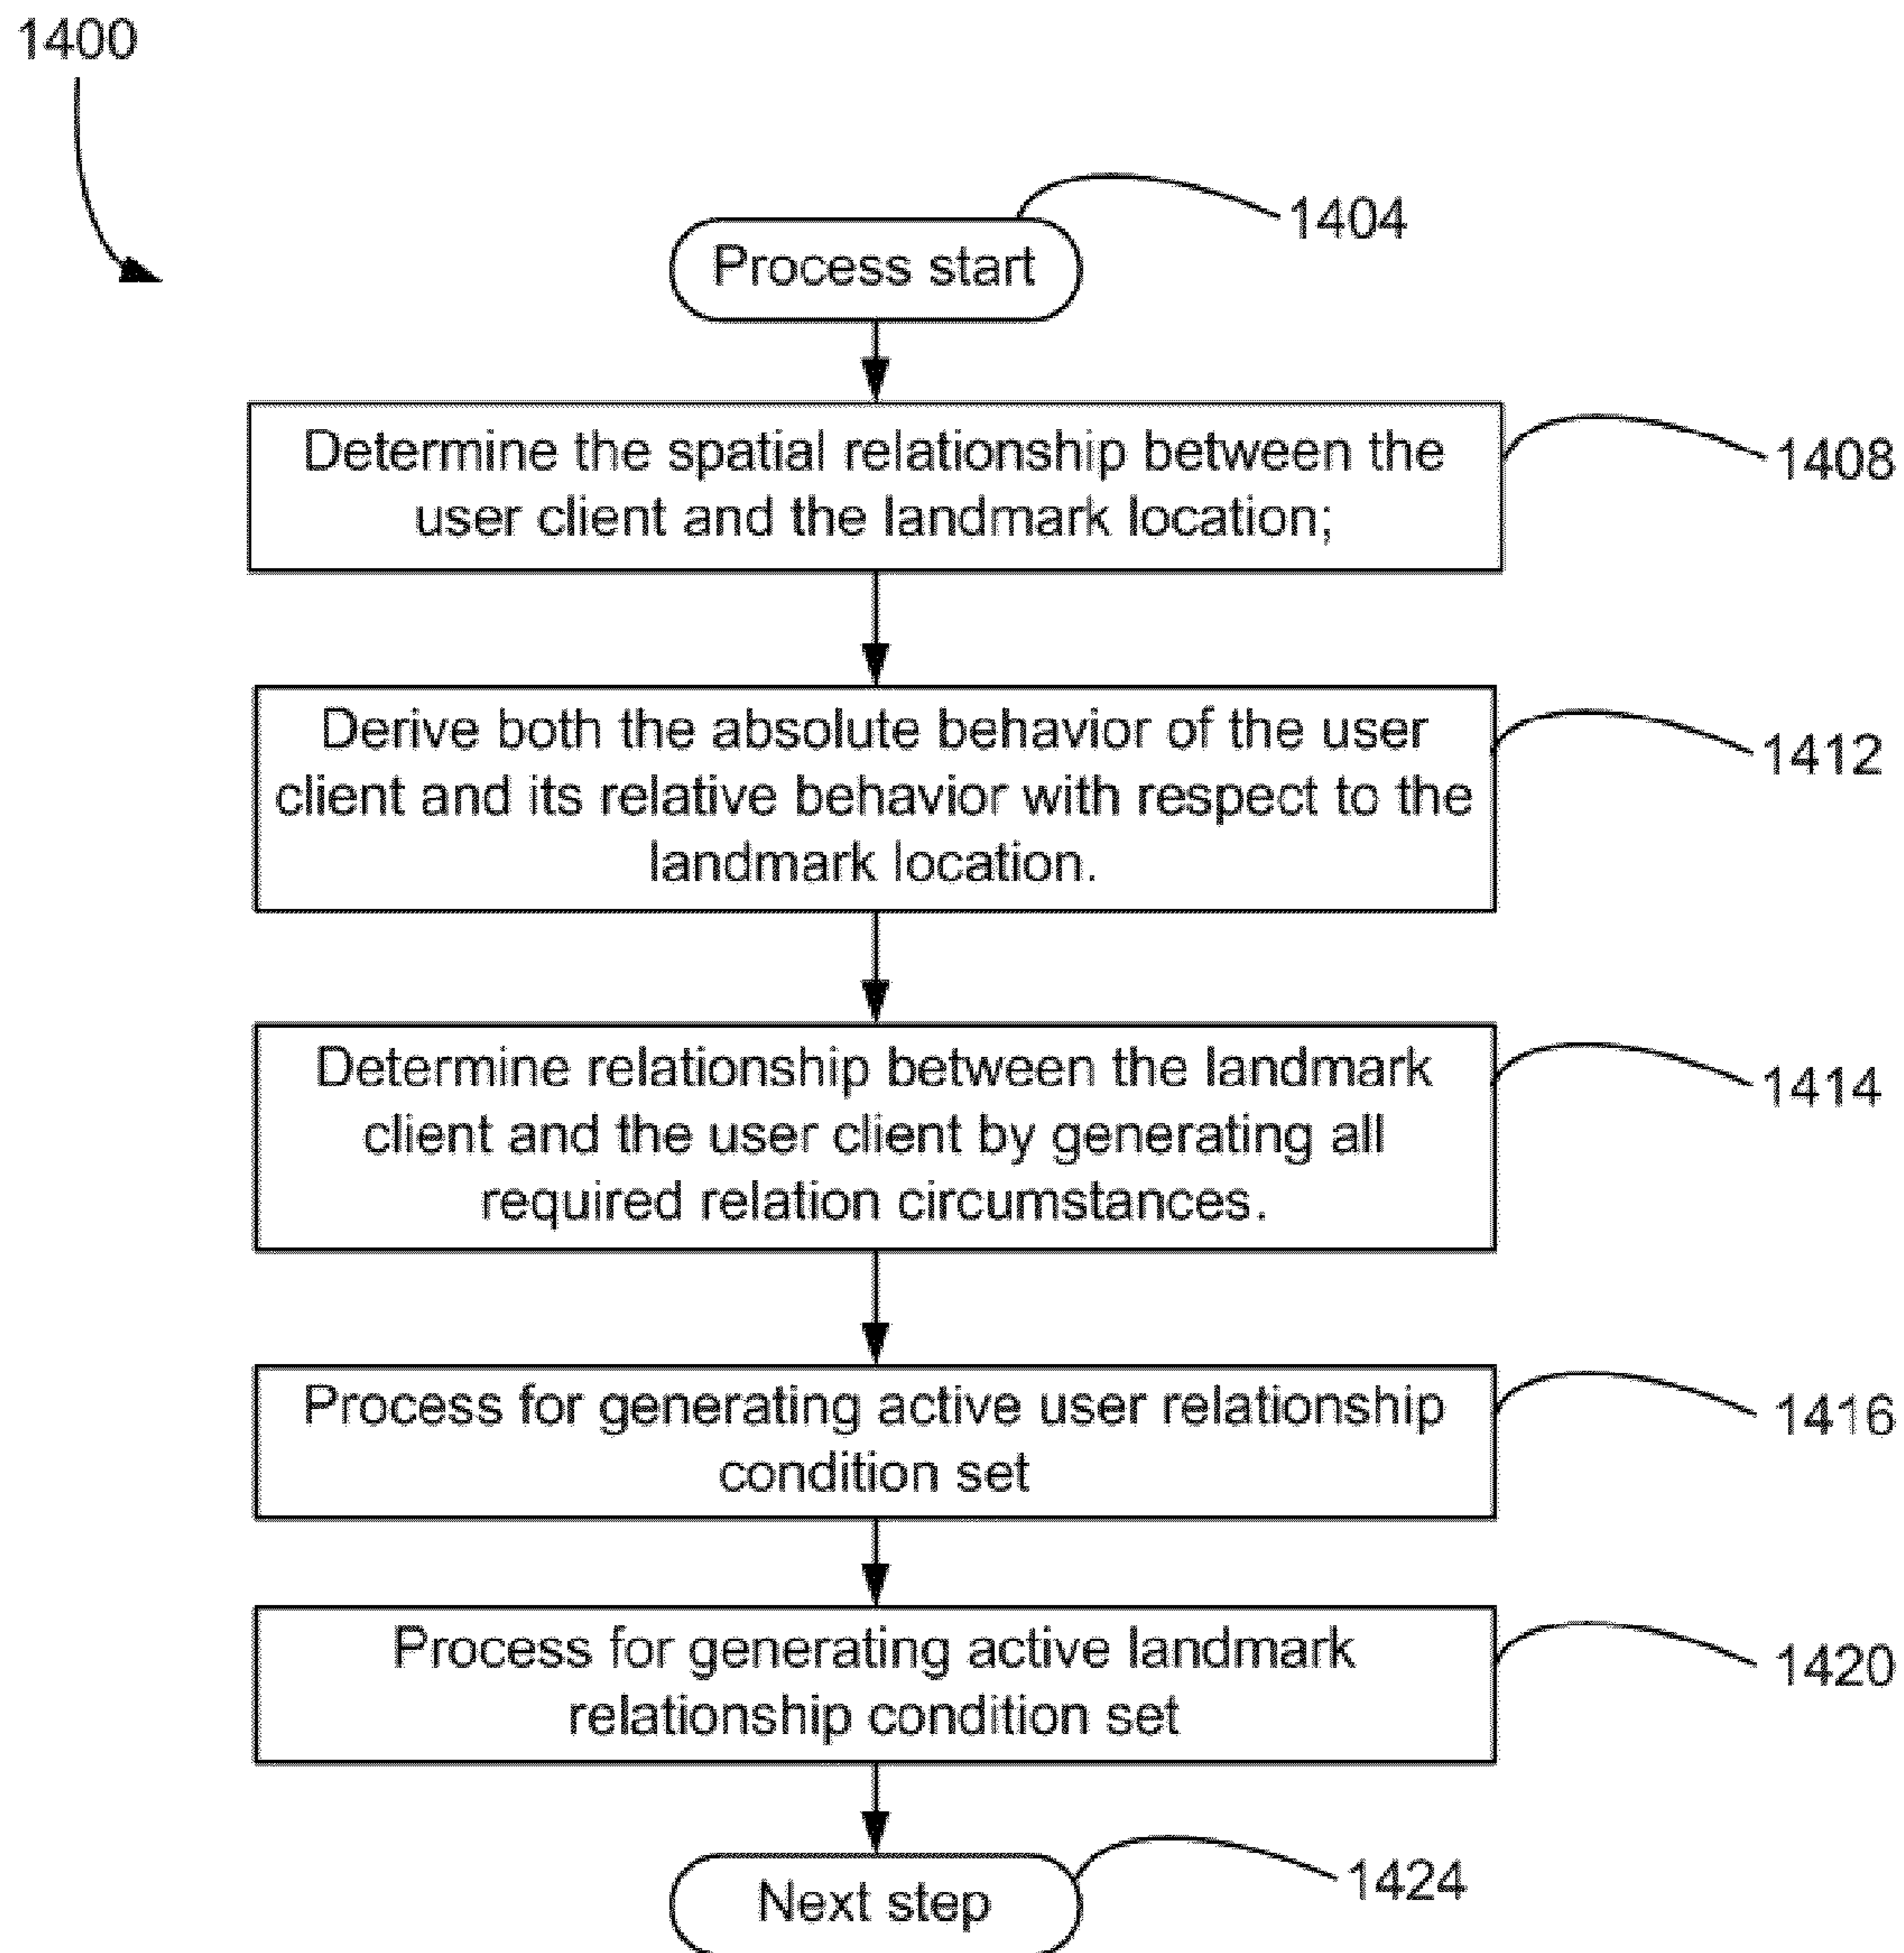 1400
1404
Process start
Determine the spatial relationship between the
user client and the landmark location;
1408
Derive both the absolute behavior of the user
client and its relative behavior with respect to the
landmark location.
1412
Determine relationship between the landmark
client and the user client by generating all
required relation circumstances.
1414
Process for generating active user relationship
condition set
1416
Process for generating active landmark
relationship condition set
1420
Next step
1424